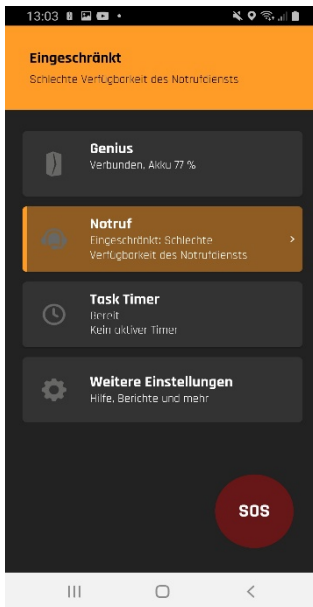 13:03
Eingeschränkt
Schlechte Verfügbarkeit des Notrufdiensts
Genius
Verbunden, Akku 77 %
Notruf
Eingeschränkt: Schlechte
Verfügbarkeit des Notrufdiensts
Task Timer
Bereit
Kein aktiver Timer
Weitere Einstellungen
Hilfe, Berichte und mehr
SOS